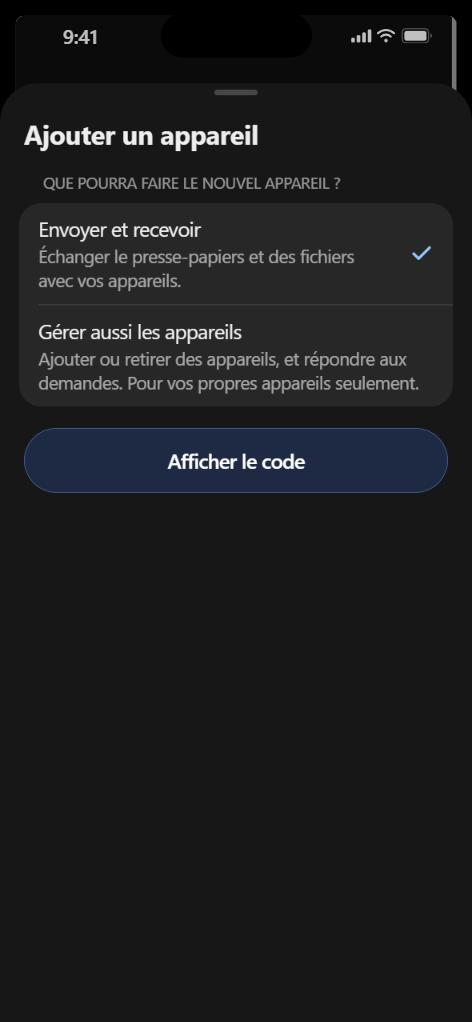 9:41
Ajouter un appareil
QUE POURRA FAIRE LE NOUVEL APPAREIL ?
Envoyer et recevoir
Échanger le presse-papiers et des fichiers
avec vos appareils.
Gérer aussi les appareils
Ajouter ou retirer des appareils, et répondre aux
demandes. Pour vos propres appareils seulement.
Afficher le code